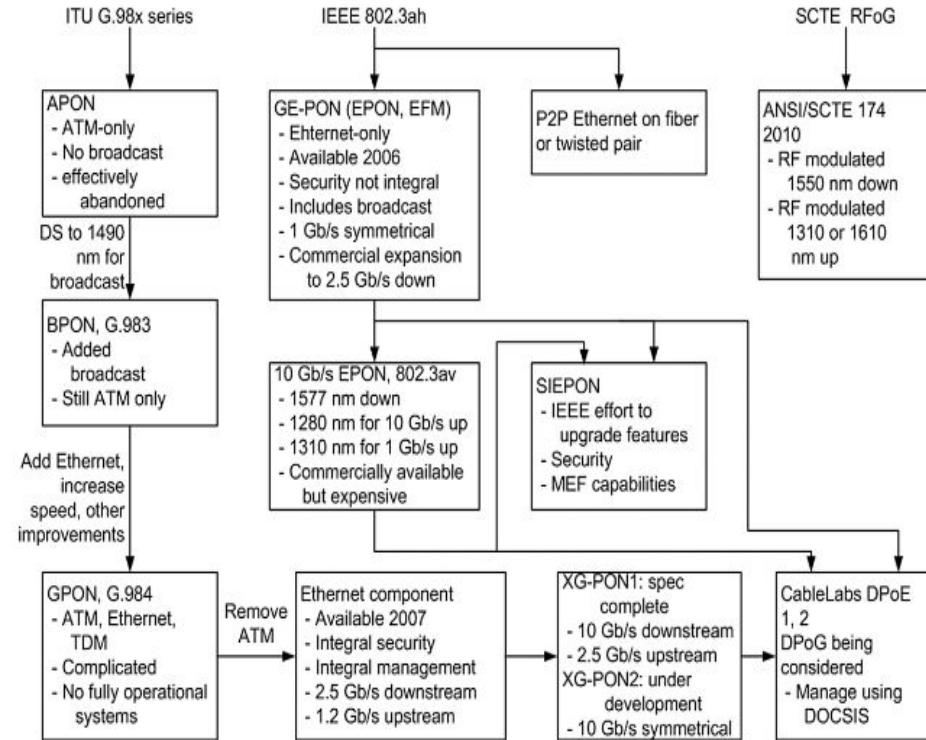 ITU G.98x series
IEEE 802.3ah
SCTE RFoG
APON
- ATM-only
- No broadcast
- effectively
abandoned
GE-PON (EPON, EFM)
- Ehternet-only
- Available 2006
- Security not integral
- Includes broadcast
- 1 Gb/s symmetrical
- Commercial expansion
to 2.5 Gb/s down
P2P Ethernet on fiber
or twisted pair
ANSI/SCTE 174
2010
- RF modulated
1550 nm down
- RF modulated
1310 or 1610
nm up
DS to 1490
nm for
broadcast
BPON, G.983
- Added
broadcast
- Still ATM only
10 Gb/s EPON, 802.3av
- 1577 nm down
- 1280 nm for 10 Gb/s up
- 1310 nm for 1 Gb/s up
- Commercially available
but expensive
SIEPON
- IEEE effort to
upgrade features
- Security
- MEF capabilities
Add Ethernet,
increase
speed, other
improvements
GPON, G.984
- ATM, Ethernet,
TDM
- Complicated
- No fully operational
systems
Remove
ATM
Ethernet component
- Available 2007
- Integral security
- Integral management
- 2.5 Gb/s downstream
- 1.2 Gb/s upstream
XG-PON1: spec
complete
- 10 Gb/s downstream
- 2.5 Gb/s upstream
XG-PON2: under
development
- 10 Gb/s symmetrical
CableLabs DPoE
1, 2
DPoG being
considered
- Manage using
DOCSIS